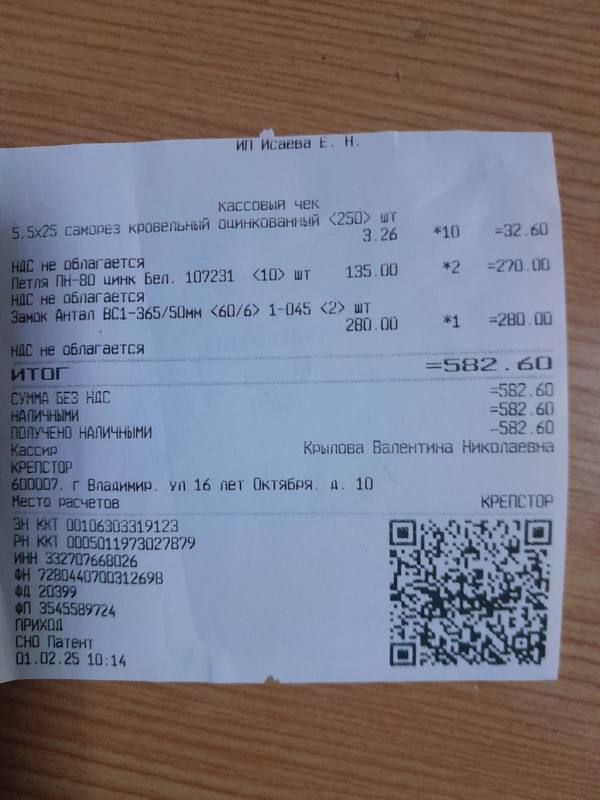 ИП Исаева Е. Н.
кассовый чек
5.5х25 саморез кровельный оцинкованный <250> шт
3.26 *10 =32.60
НДС не облагается
Петля ПН-80 цинк Бел. 107231 <10> шт 135.00 *2 =270.00
НДС не облагается
Замок Антал ВС1-365/50мм <60/6> 1-045 <2> шт
280.00 *1 =280.00
НДС не облагается
ИТОГ =582.60
СУММА БЕЗ НДС =582.60
НАЛИЧНЫМИ =582.60
ПОЛУЧЕНО НАЛИЧНЫМИ =582.60
Кассир Крылова Валентина Николаевна
КРЕПСТОР
600007. г Владимир. ул 16 лет Октября. д. 10
Место расчетов КРЕПСТОР
ЗН ККТ 00106303319123
РН ККТ 0005011973027879
ИНН 332707668026
ФН 7280440700312698
ФД 20399
ФП 3545589724
ПРИХОД
СНО Патент
01.02.25 10:14